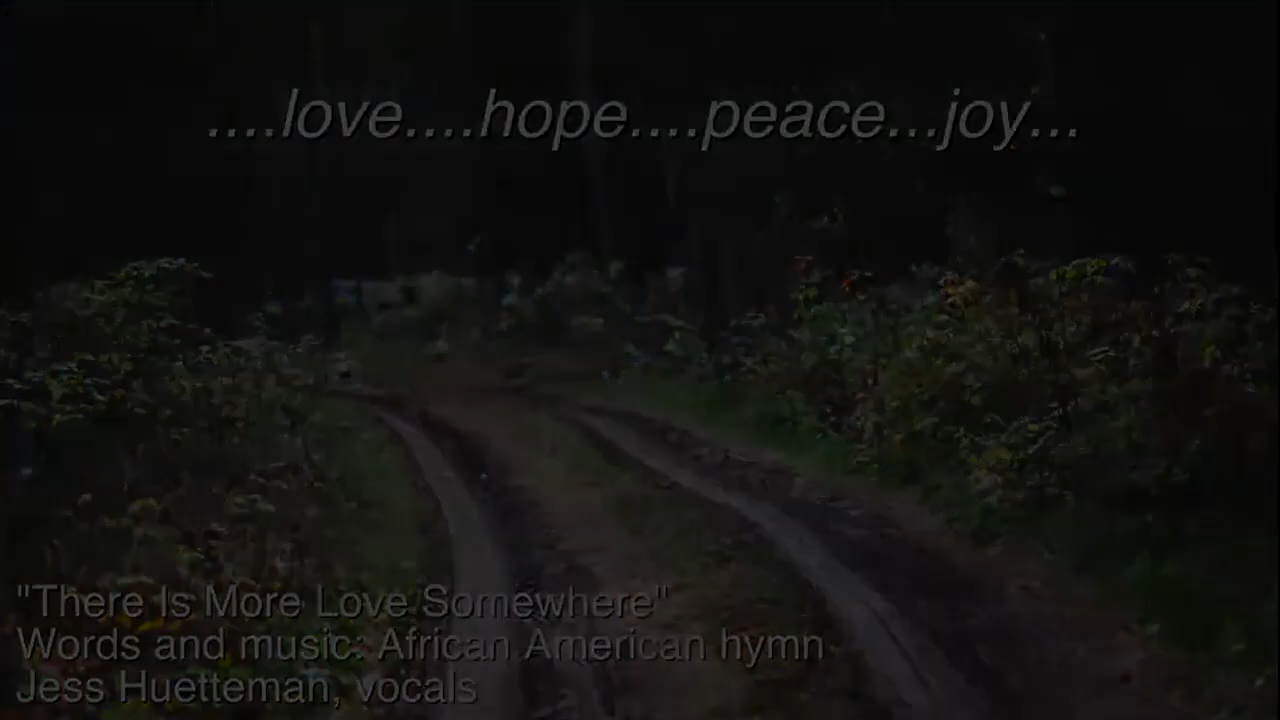 ....love....hope....peace...joy...
"There Is More Love Somewhere"
Words and music: African American hymn
Jess Huetteman, vocals